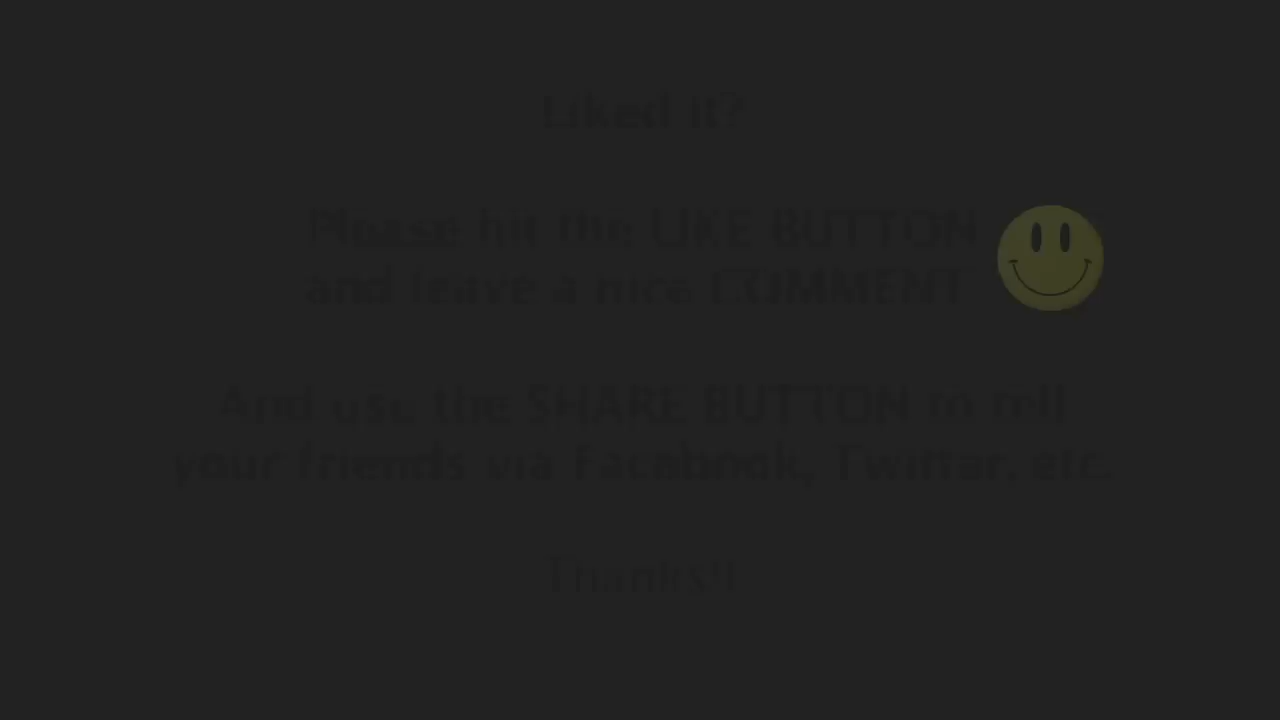 Liked it?
Please hit the LIKE BUTTON
and leave a nice COMMENT
And use the SHARE BUTTON to tell
your friends via Facebook, Twitter, etc.
Thanks!!